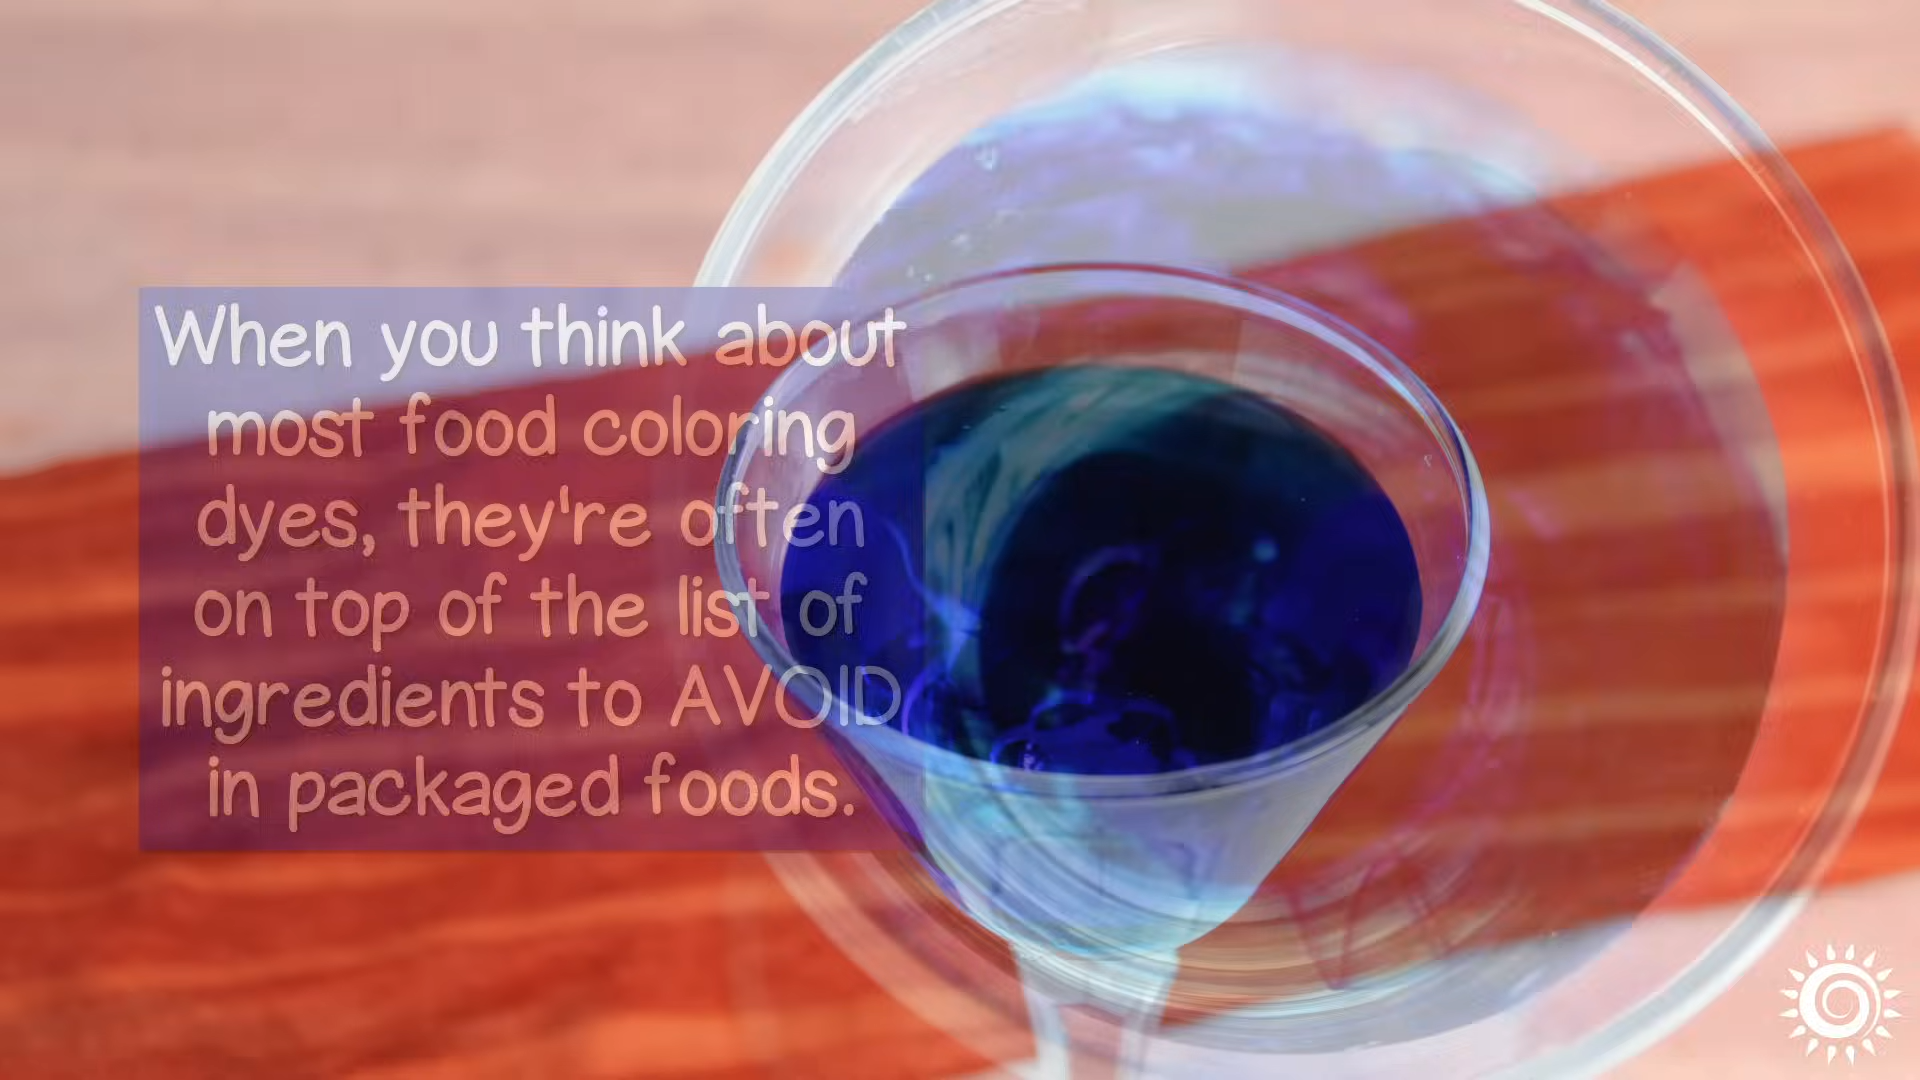 When you think about
most food coloring
dyes, they're often
on top of the list of
ingredients to AVOID
in packaged foods.